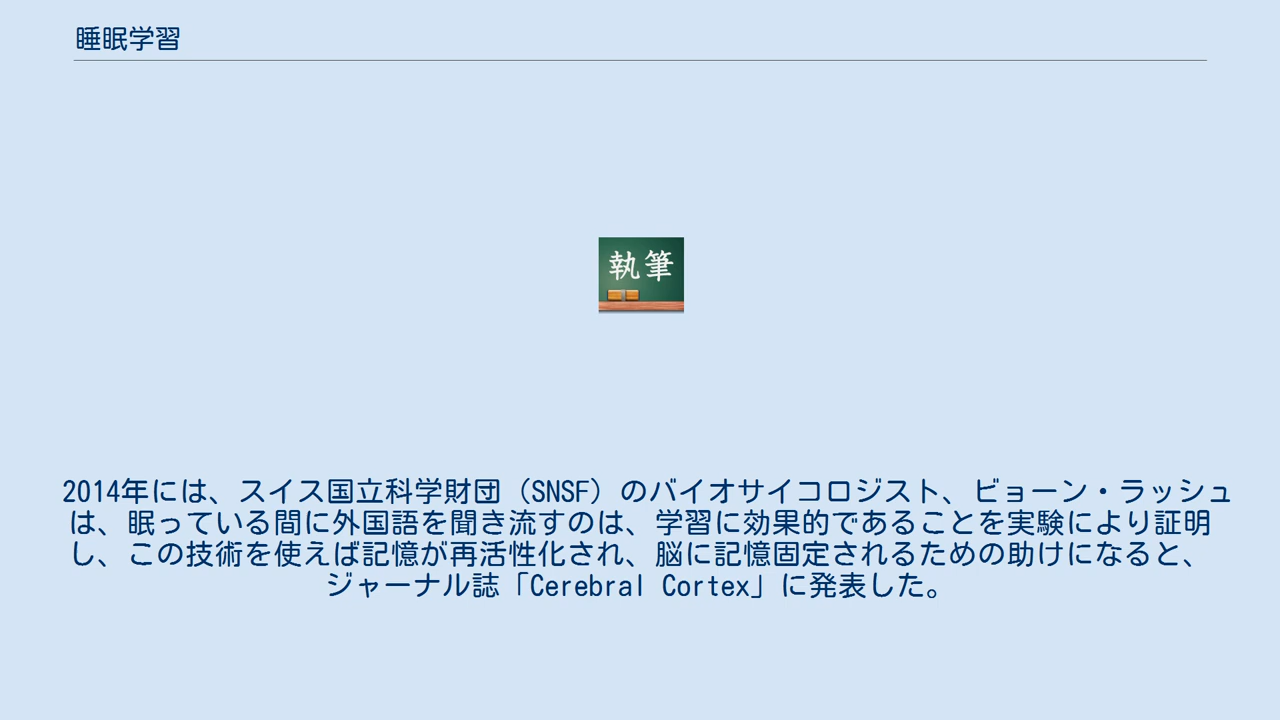 睡眠学習
執筆
2014年には、スイス国立科学財団（SNSF）のバイオサイコロジスト、ビョーン・ラッシュ
は、眠っている間に外国語を聞き流すのは、学習に効果的であることを実験により証明
し、この技術を使えば記憶が再活性化され、脳に記憶固定されるための助けになると、
ジャーナル誌「Cerebral Cortex」に発表した。